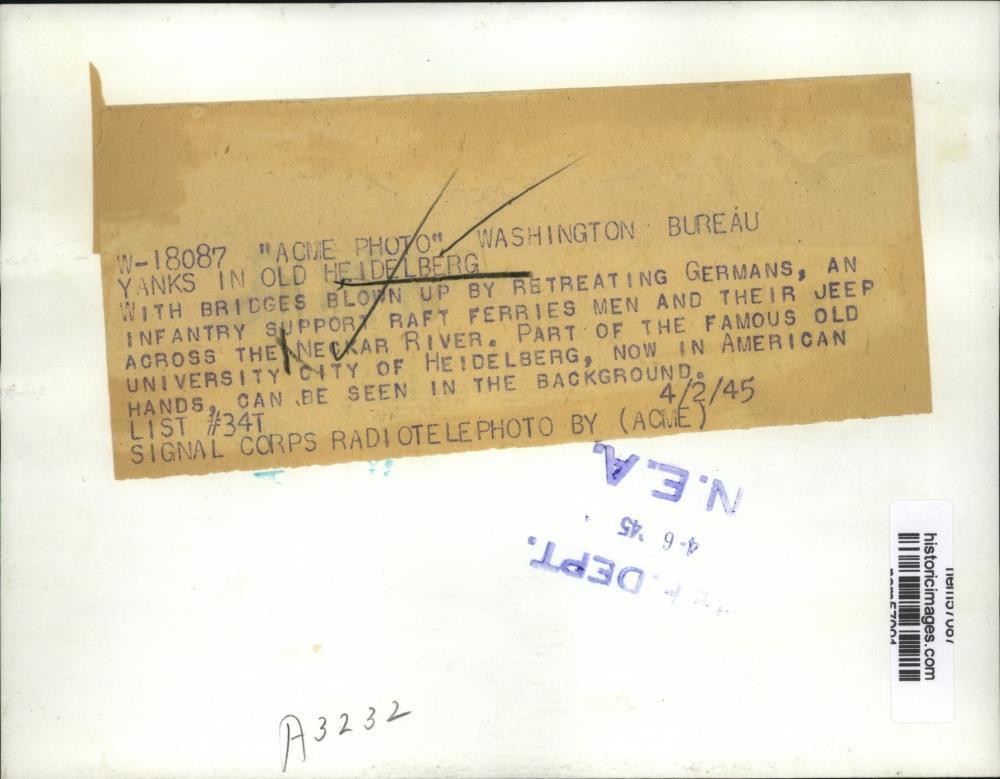 W-18087 "ACME PHOTO" WASHINGTON BUREAU
YANKS IN OLD HEIDELBERG
WITH BRIDGES BLOWN UP BY RETREATING GERMANS, AN
INFANTRY SUPPORT RAFT FERRIES MEN AND THEIR JEEP
ACROSS THE NECKAR RIVER. PART OF THE FAMOUS OLD
UNIVERSITY CITY OF HEIDELBERG, NOW IN AMERICAN
HANDS, CAN BE SEEN IN THE BACKGROUND.
LIST #34T 4/2/45
SIGNAL CORPS RADIOTELEPHOTO BY (ACME)
N.E.A.
4-6 '45
DEPT.
historicimages.com
A3232